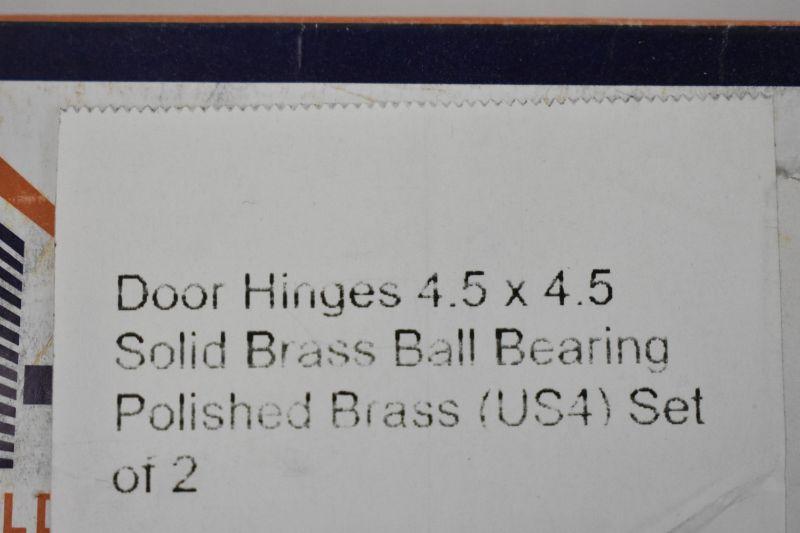 Door Hinges 4.5 x 4.5
Solid Brass Ball Bearing
Polished Brass (US4) Set
of 2